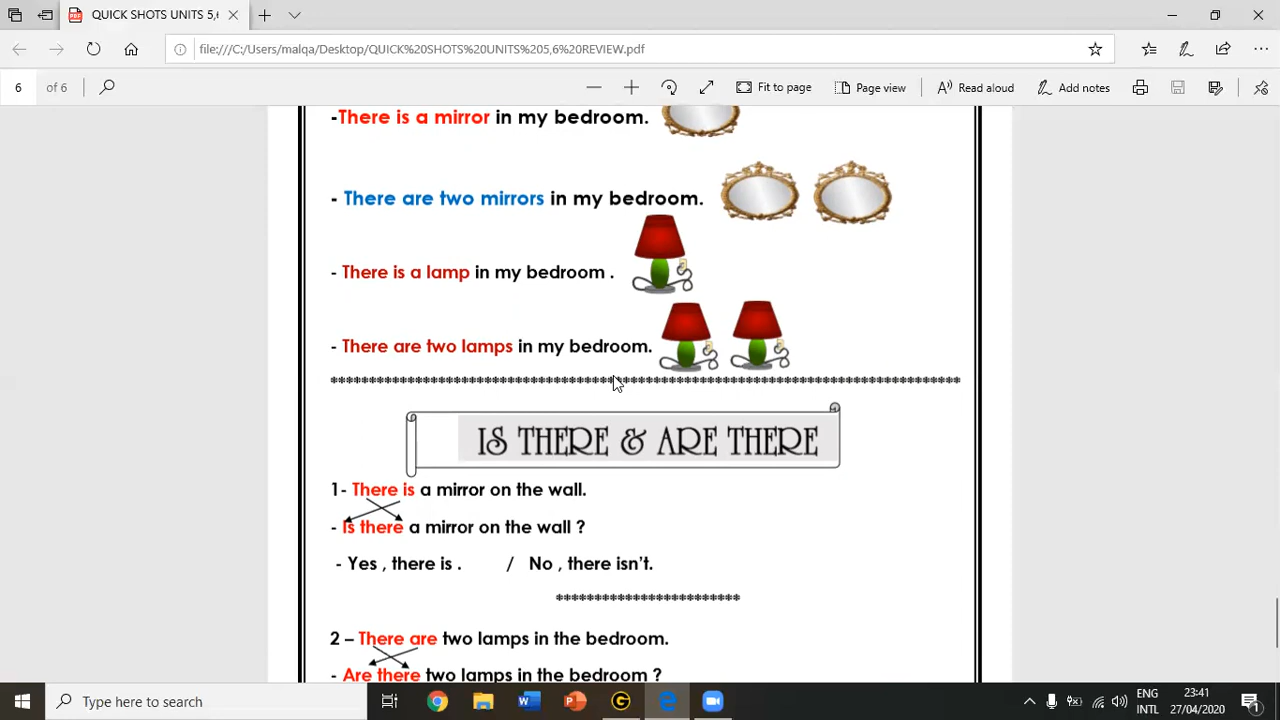 QUICK SHOTS UNITS 5,6
file:///C:/Users/malqa/Desktop/QUICK%20SHOTS%20UNITS%205,6%20REVIEW.pdf
6 of 6
Fit to page
Page view
Read aloud
Add notes
-There is a mirror in my bedroom.
- There are two mirrors in my bedroom.
- There is a lamp in my bedroom .
- There are two lamps in my bedroom.
IS THERE & ARE THERE
1- There is a mirror on the wall.
- Is there a mirror on the wall ?
- Yes , there is . / No , there isn't.
************************
2 – There are two lamps in the bedroom.
- Are there two lamps in the bedroom ?
Type here to search
ENG
INTL
23:41
27/04/2020